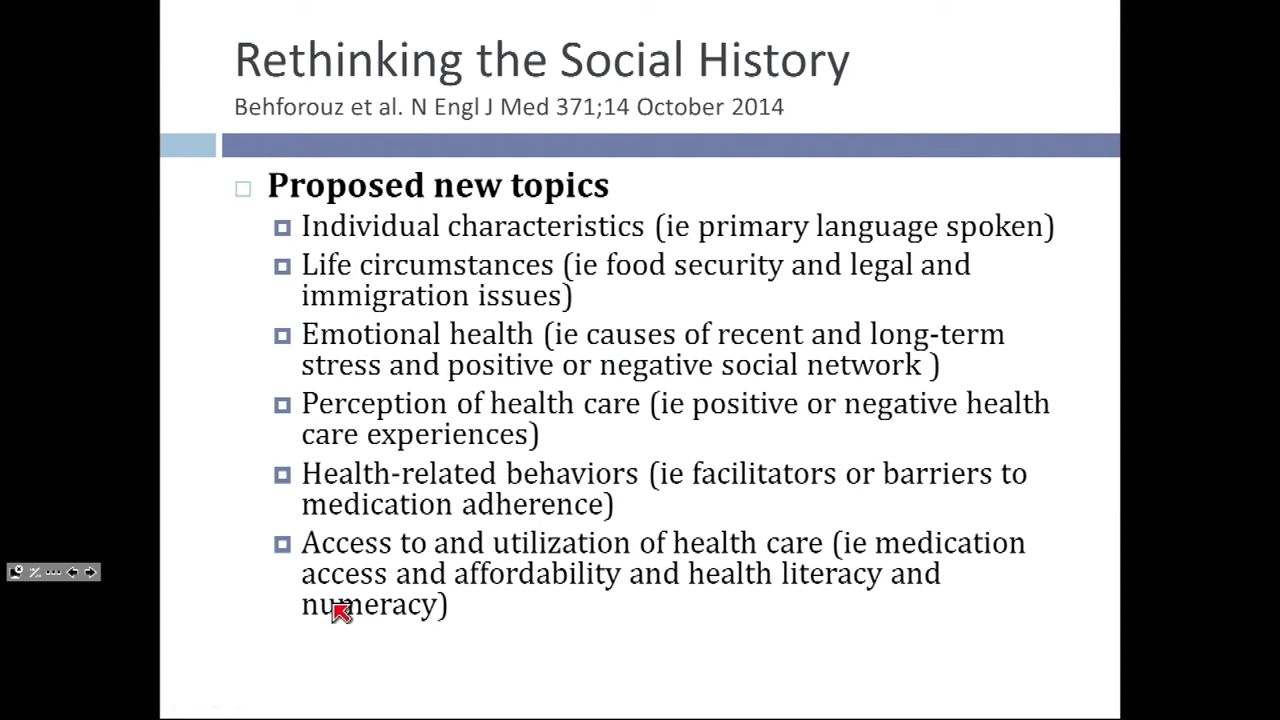 Rethinking the Social History
Behforouz et al. N Engl J Med 371;14 October 2014
Proposed new topics
Individual characteristics (ie primary language spoken)
Life circumstances (ie food security and legal and
immigration issues)
Emotional health (ie causes of recent and long-term
stress and positive or negative social network )
Perception of health care (ie positive or negative health
care experiences)
Health-related behaviors (ie facilitators or barriers to
medication adherence)
Access to and utilization of health care (ie medication
access and affordability and health literacy and
numeracy)